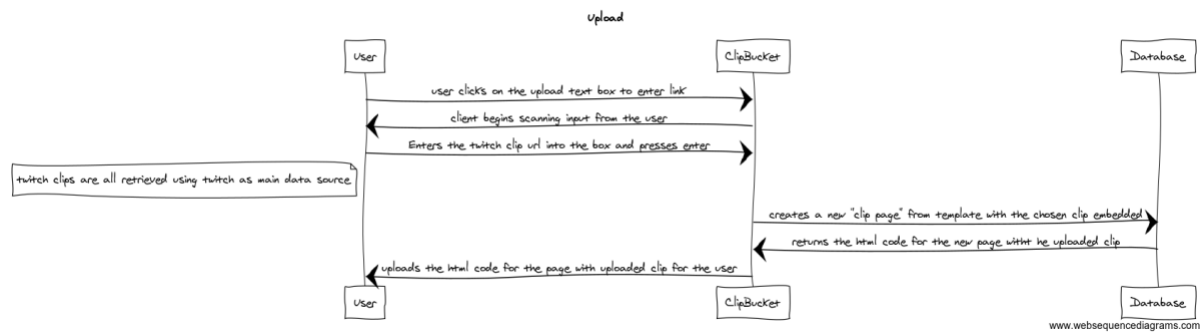 Upload
User ClipBucket Database
user clicks on the upload text box to enter link
client begins scanning input from the user
Enters the twitch clip url into the box and presses enter
twitch clips are all retrieved using twitch as main data source
creates a new "clip page" from template with the chosen clip embedded
returns the html code for the new page witht he uploaded clip
uploads the html code for the page with uploaded clip for the user
User ClipBucket Database
www.websequencediagrams.com